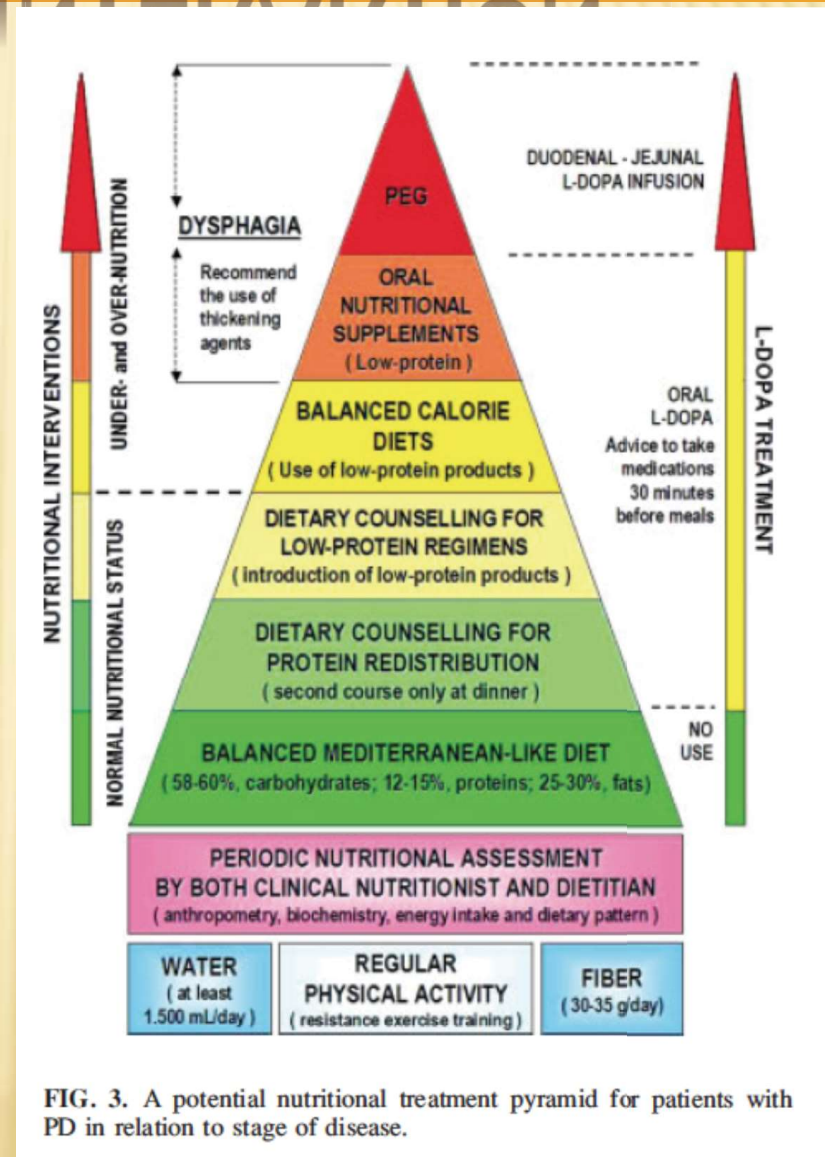 PEG
DUODENAL - JEJUNAL
L-DOPA INFUSION
DYSPHAGIA
Recommend
the use of
thickening
agents
ORAL
NUTRITIONAL
SUPPLEMENTS
( Low-protein )
BALANCED CALORIE
DIETS
( Use of low-protein products )
ORAL
L-DOPA
Advice to take
medications
30 minutes
before meals
DIETARY COUNSELLING FOR
LOW-PROTEIN REGIMENS
( introduction of low-protein products )
DIETARY COUNSELLING FOR
PROTEIN REDISTRIBUTION
( second course only at dinner )
NO
USE
BALANCED MEDITERRANEAN-LIKE DIET
( 58-60%, carbohydrates; 12-15%, proteins; 25-30%, fats)
NUTRITIONAL INTERVENTIONS
UNDER- and OVER-NUTRITION
NORMAL NUTRITIONAL STATUS
L-DOPA TREATMENT
PERIODIC NUTRITIONAL ASSESSMENT
BY BOTH CLINICAL NUTRITIONIST AND DIETITIAN
( anthropometry, biochemistry, energy intake and dietary pattern )
WATER
( at least
1.500 mL/day )
REGULAR
PHYSICAL ACTIVITY
( resistance exercise training )
FIBER
( 30-35 g/day)
FIG. 3. A potential nutritional treatment pyramid for patients with
PD in relation to stage of disease.